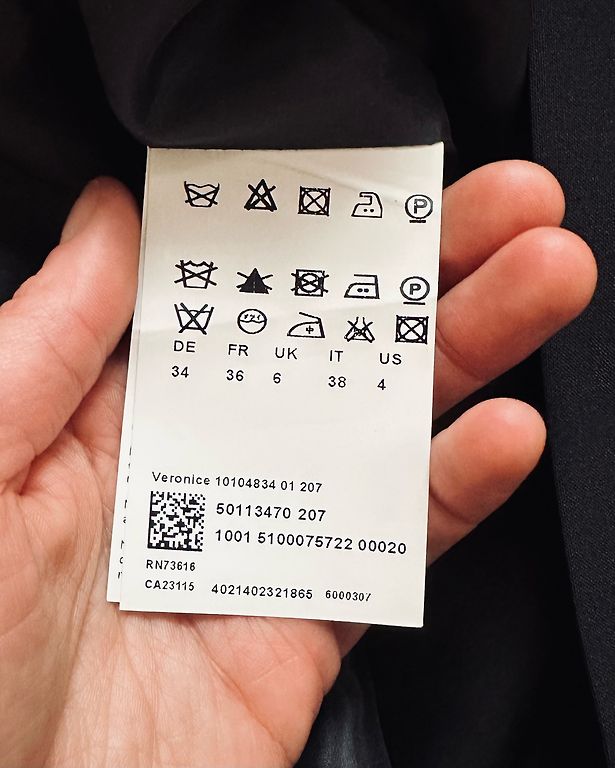 P
P
DE FR UK IT US
34 36 6 38 4
Veronice 10104834 01 207
50113470 207
1001 5100075722 00020
RN73616
CA23115 4021402321865 6000307